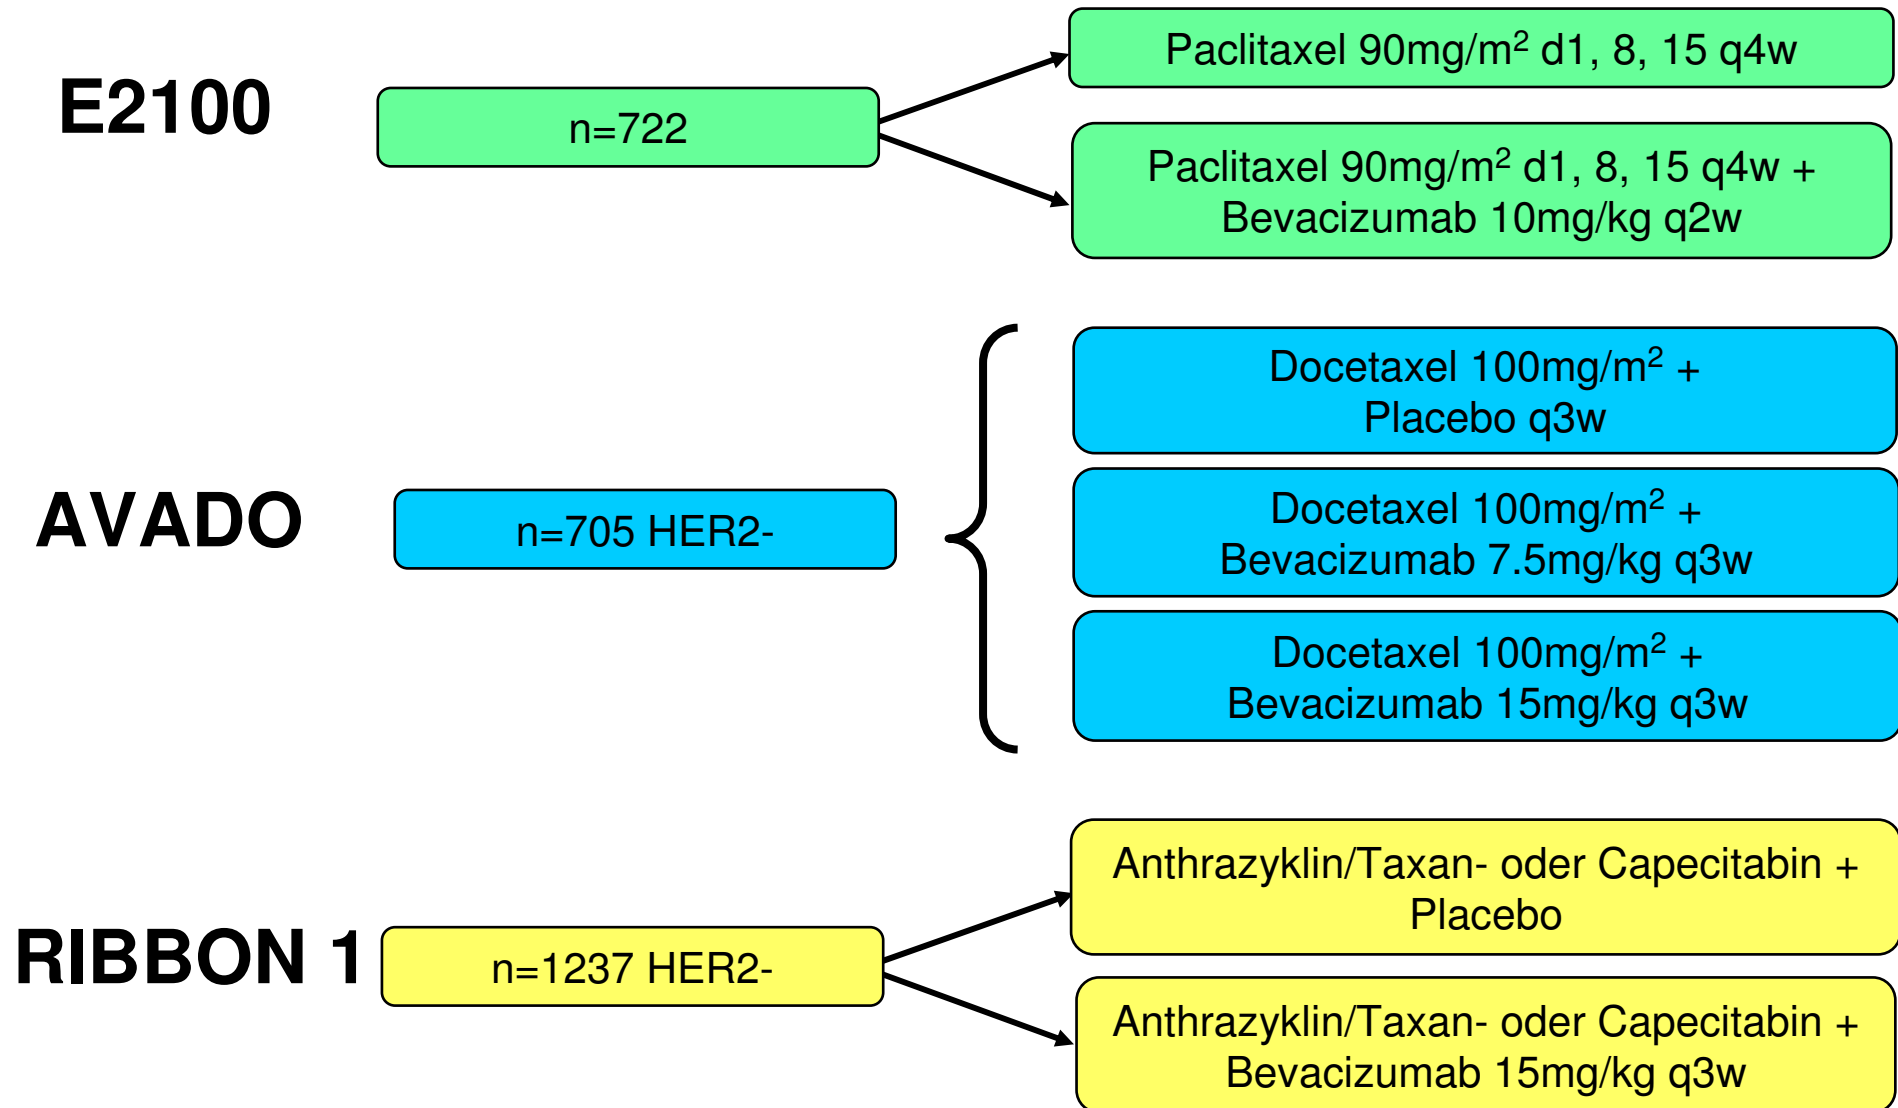 E2100
n=722
Paclitaxel 90mg/m² d1, 8, 15 q4w
Paclitaxel 90mg/m² d1, 8, 15 q4w +
Bevacizumab 10mg/kg q2w
AVADO
n=705 HER2-
Docetaxel 100mg/m² +
Placebo q3w
Docetaxel 100mg/m² +
Bevacizumab 7.5mg/kg q3w
Docetaxel 100mg/m² +
Bevacizumab 15mg/kg q3w
RIBBON 1
n=1237 HER2-
Anthrazyklin/Taxan- oder Capecitabin +
Placebo
Anthrazyklin/Taxan- oder Capecitabin +
Bevacizumab 15mg/kg q3w